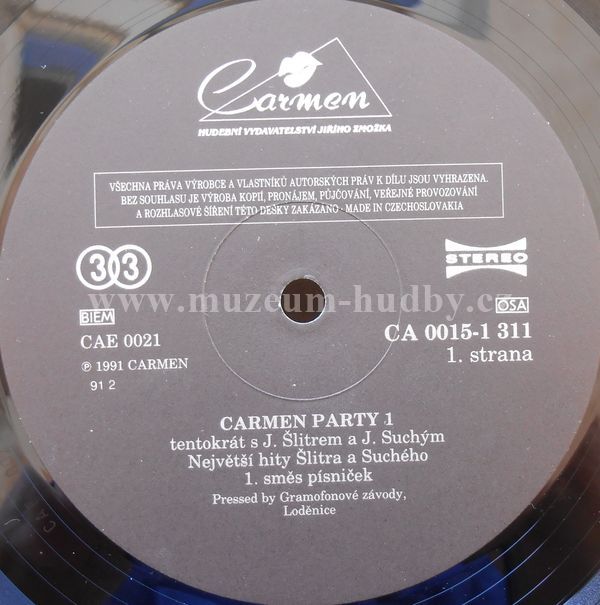 Carmen
HUDEBNÍ VYDAVATELSTVÍ JIŘÍHO ZMOŽKA
VŠECHNA PRÁVA VÝROBCE A VLASTNÍKŮ AUTORSKÝCH PRÁV K DÍLU JSOU VYHRAZENA.
BEZ SOUHLASU JE VÝROBA KOPIÍ, PRONÁJEM, PŮJČOVÁNÍ, VEŘEJNÉ PROVOZOVÁNÍ
A ROZHLASOVÉ ŠÍŘENÍ TÉTO DESKY ZAKÁZÁNO - MADE IN CZECHOSLOVAKIA
33
STEREO
www.muzeum-hudby.cz
BIEM
OSA
CAE 0021
CA 0015-1 311
℗ 1991 CARMEN
1. strana
91 2
CARMEN PARTY 1
tentokrát s J. Šlitrem a J. Suchým
Největší hity Šlitra a Suchého
1. směs písniček
Pressed by Gramofonové závody,
Loděnice